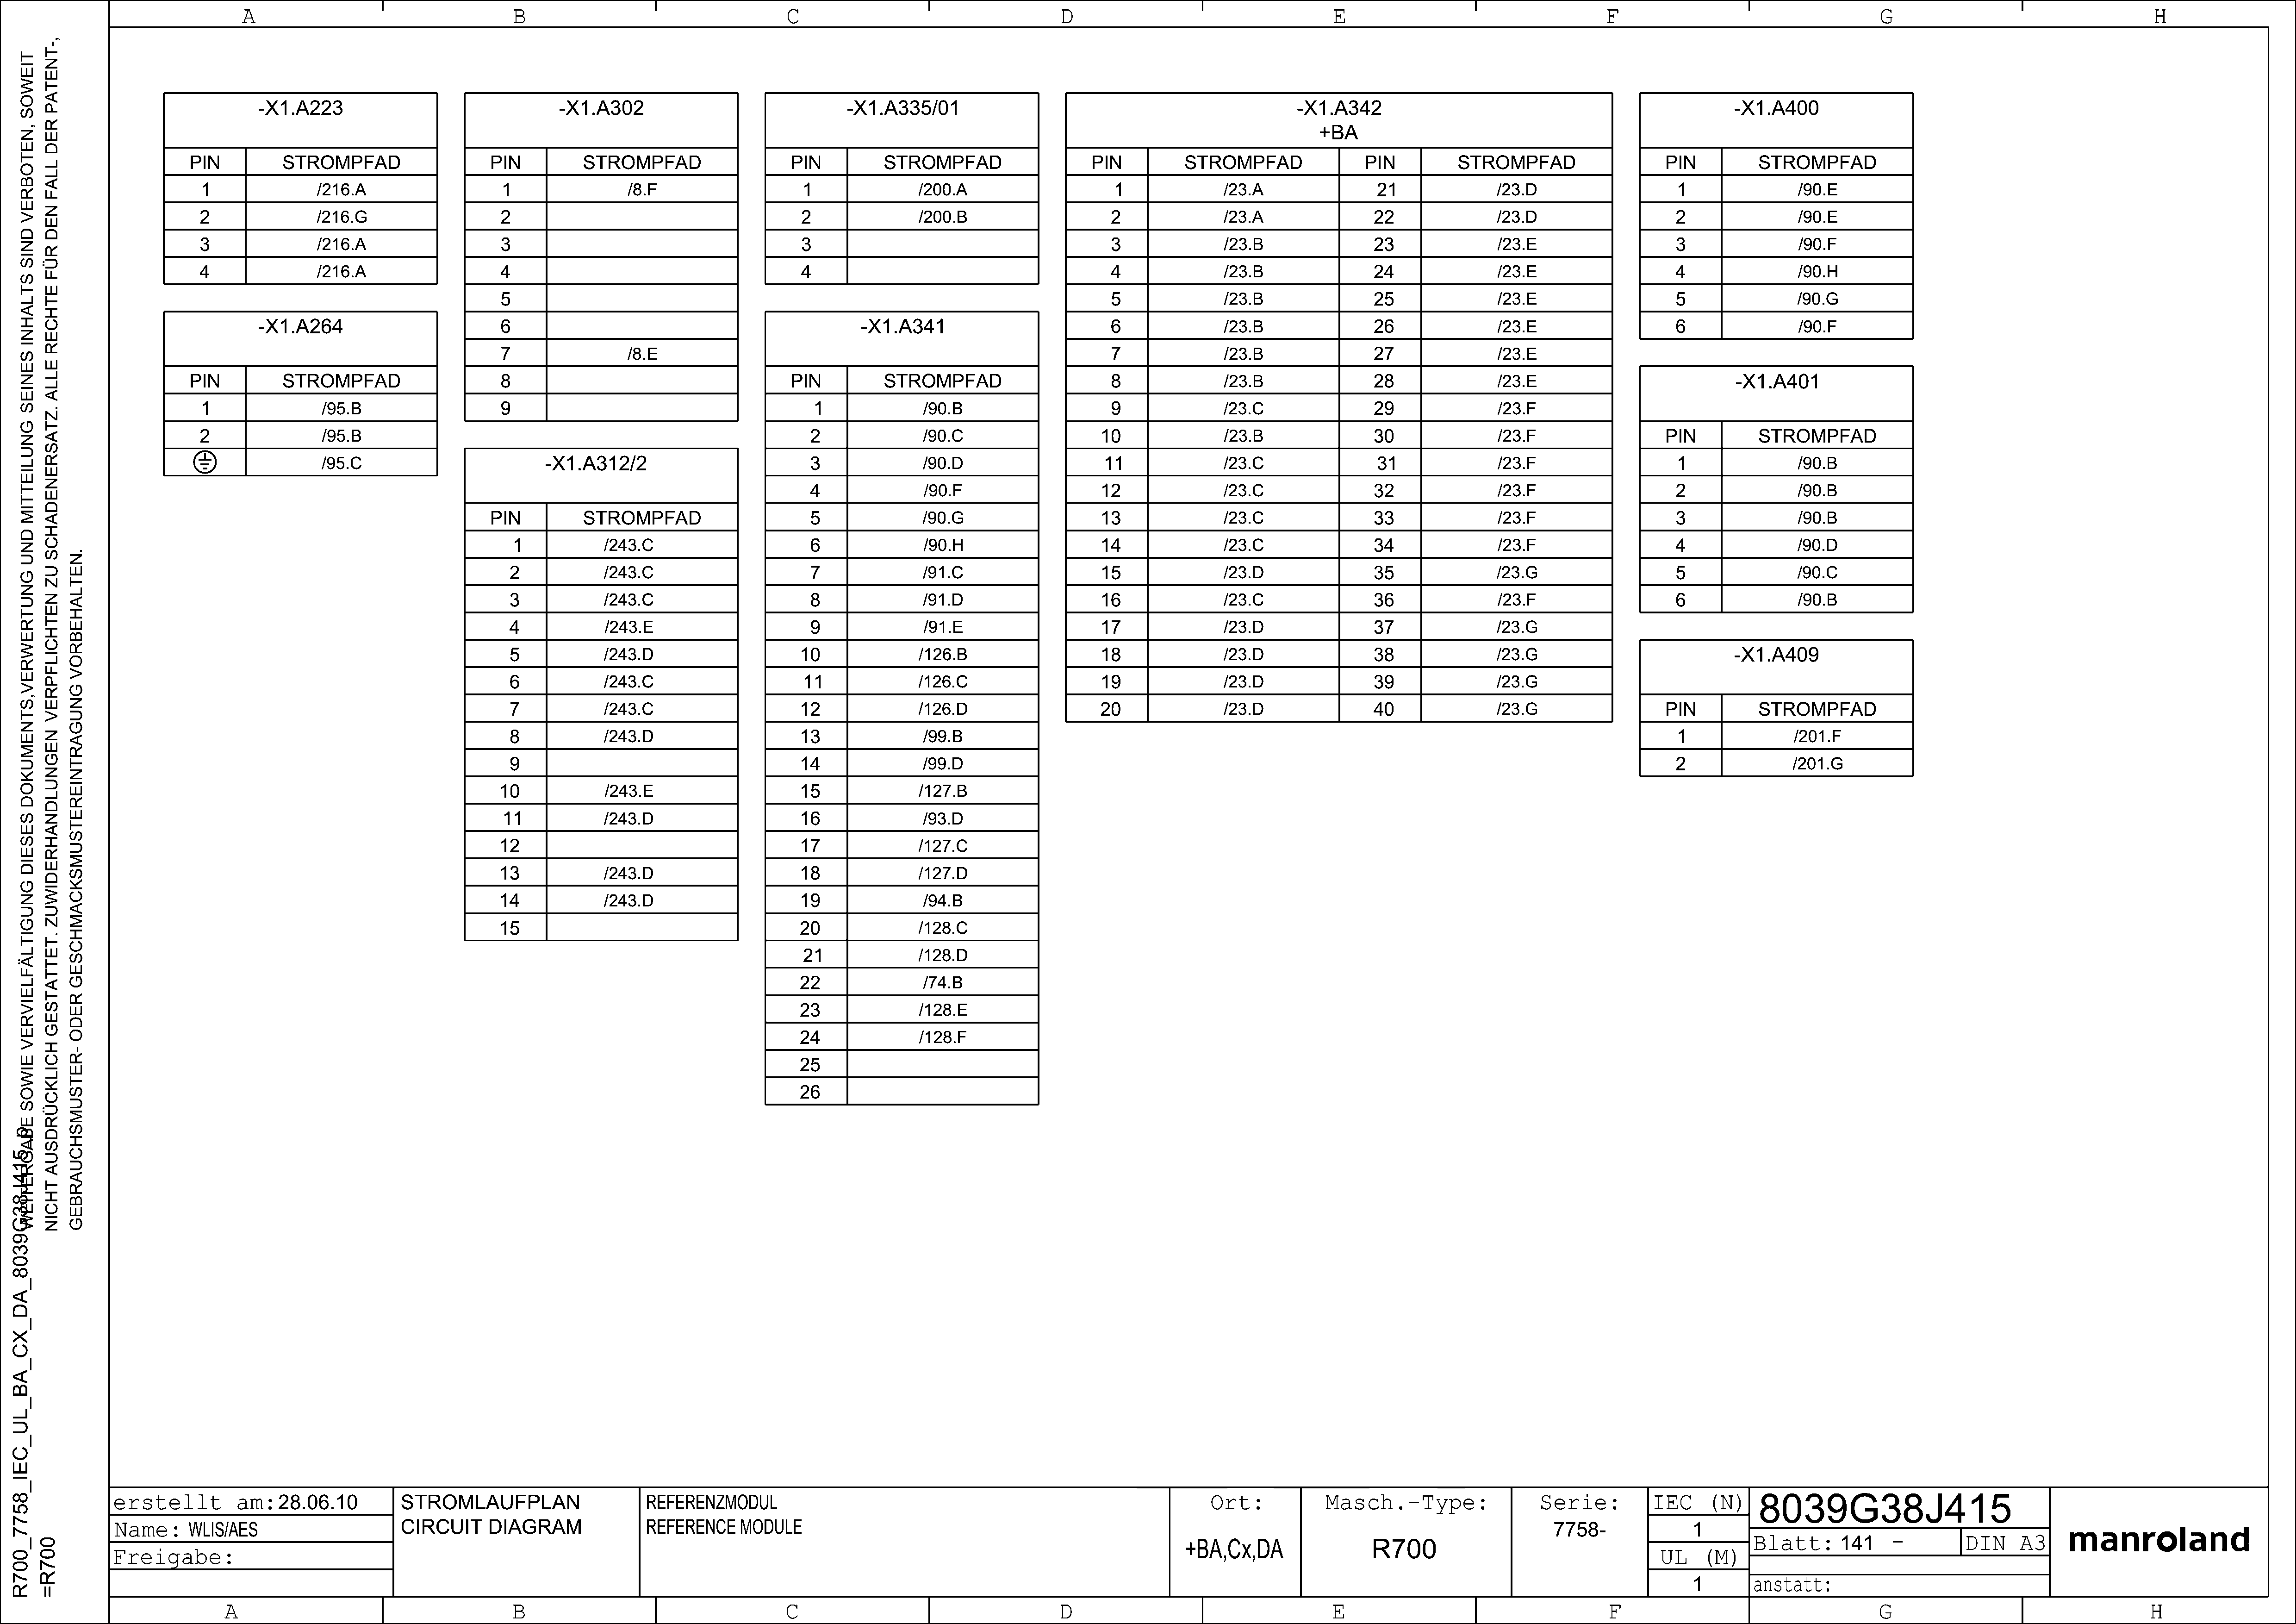 A B C D E F G H
WEITERGABE SOWIE VERVIELFÄLTIGUNG DIESES DOKUMENTS,VERWERTUNG UND MITTEILUNG SEINES INHALTS SIND VERBOTEN, SOWEIT
NICHT AUSDRÜCKLICH GESTATTET. ZUWIDERHANDLUNGEN VERPFLICHTEN ZU SCHADENERSATZ. ALLE RECHTE FÜR DEN FALL DER PATENT-,
GEBRAUCHSMUSTER- ODER GESCHMACKSMUSTEREINTRAGUNG VORBEHALTEN.
R700_7758_IEC_UL_BA_CX_DA_8039G38J415_D
=R700
-X1.A223
PIN STROMPFAD
1 /216.A
2 /216.G
3 /216.A
4 /216.A
-X1.A264
PIN STROMPFAD
1 /95.B
2 /95.B
/95.C
-X1.A302
PIN STROMPFAD
1 /8.F
2
3
4
5
6
7 /8.E
8
9
-X1.A312/2
PIN STROMPFAD
1 /243.C
2 /243.C
3 /243.C
4 /243.E
5 /243.D
6 /243.C
7 /243.C
8 /243.D
9
10 /243.E
11 /243.D
12
13 /243.D
14 /243.D
15
-X1.A335/01
PIN STROMPFAD
1 /200.A
2 /200.B
3
4
-X1.A341
PIN STROMPFAD
1 /90.B
2 /90.C
3 /90.D
4 /90.F
5 /90.G
6 /90.H
7 /91.C
8 /91.D
9 /91.E
10 /126.B
11 /126.C
12 /126.D
13 /99.B
14 /99.D
15 /127.B
16 /93.D
17 /127.C
18 /127.D
19 /94.B
20 /128.C
21 /128.D
22 /74.B
23 /128.E
24 /128.F
25
26
-X1.A342
+BA
PIN STROMPFAD PIN STROMPFAD
1 /23.A 21 /23.D
2 /23.A 22 /23.D
3 /23.B 23 /23.E
4 /23.B 24 /23.E
5 /23.B 25 /23.E
6 /23.B 26 /23.E
7 /23.B 27 /23.E
8 /23.B 28 /23.E
9 /23.C 29 /23.F
10 /23.B 30 /23.F
11 /23.C 31 /23.F
12 /23.C 32 /23.F
13 /23.C 33 /23.F
14 /23.C 34 /23.F
15 /23.D 35 /23.G
16 /23.C 36 /23.F
17 /23.D 37 /23.G
18 /23.D 38 /23.G
19 /23.D 39 /23.G
20 /23.D 40 /23.G
-X1.A400
PIN STROMPFAD
1 /90.E
2 /90.E
3 /90.F
4 /90.H
5 /90.G
6 /90.F
-X1.A401
PIN STROMPFAD
1 /90.B
2 /90.B
3 /90.B
4 /90.D
5 /90.C
6 /90.B
-X1.A409
PIN STROMPFAD
1 /201.F
2 /201.G
erstellt am: 28.06.10
Name: WLIS/AES
Freigabe:
STROMLAUFPLAN
CIRCUIT DIAGRAM
REFERENZMODUL
REFERENCE MODULE
Ort:
+BA,Cx,DA
Masch.-Type:
R700
Serie:
7758-
IEC (N)
1
UL (M)
1
8039G38J415
Blatt: 141 - DIN A3
anstatt:
manroland
A B C D E F G H